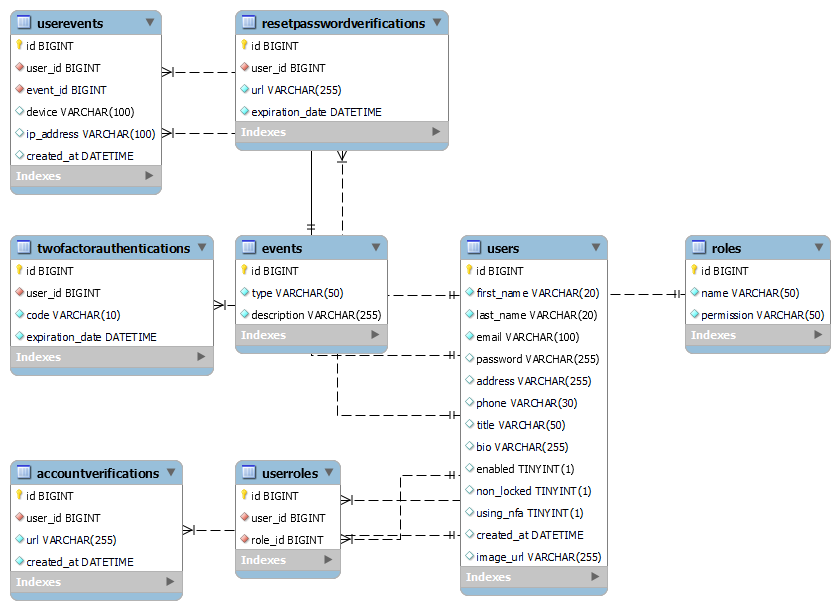 userevents
id BIGINT
user_id BIGINT
event_id BIGINT
device VARCHAR(100)
ip_address VARCHAR(100)
created_at DATETIME
Indexes
resetpasswordverifications
id BIGINT
user_id BIGINT
url VARCHAR(255)
expiration_date DATETIME
Indexes
twofactorauthentications
id BIGINT
user_id BIGINT
code VARCHAR(10)
expiration_date DATETIME
Indexes
events
id BIGINT
type VARCHAR(50)
description VARCHAR(255)
Indexes
users
id BIGINT
first_name VARCHAR(20)
last_name VARCHAR(20)
email VARCHAR(100)
password VARCHAR(255)
address VARCHAR(255)
phone VARCHAR(30)
title VARCHAR(50)
bio VARCHAR(255)
enabled TINYINT(1)
non_locked TINYINT(1)
using_nfa TINYINT(1)
created_at DATETIME
image_url VARCHAR(255)
Indexes
roles
id BIGINT
name VARCHAR(50)
permission VARCHAR(50)
Indexes
accountverifications
id BIGINT
user_id BIGINT
url VARCHAR(255)
created_at DATETIME
Indexes
userroles
id BIGINT
user_id BIGINT
role_id BIGINT
Indexes